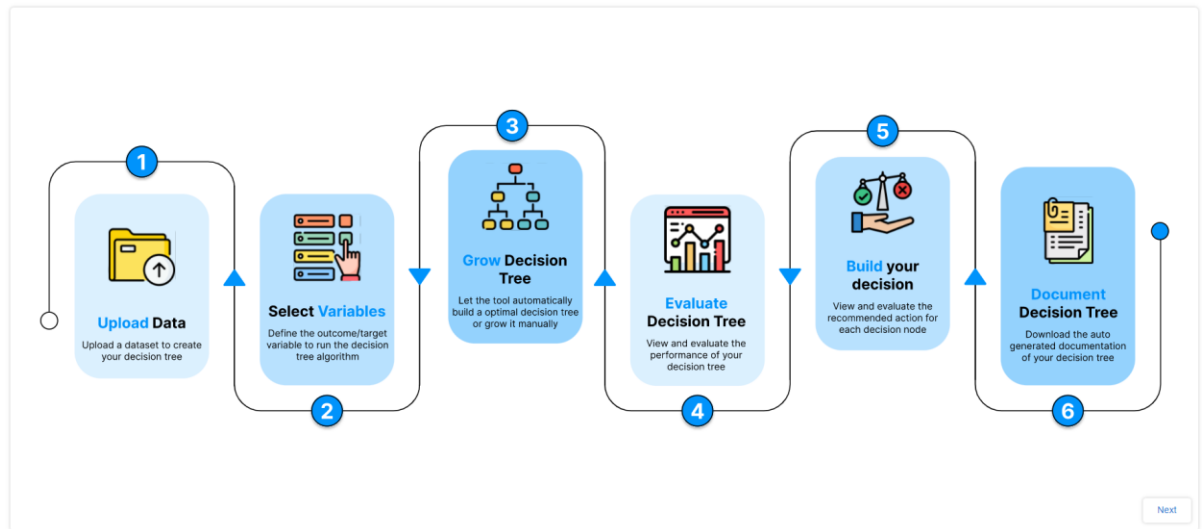 1
Upload Data
Upload a dataset to create
your decision tree
2
Select Variables
Define the outcome/target
variable to run the decision
tree algorithm
3
Grow Decision
Tree
Let the tool automatically
build a optimal decision tree
or grow it manually
4
Evaluate
Decision Tree
View and evaluate the
performance of your
decision tree
5
Build your
decision
View and evaluate the
recommended action for
each decision node
6
Document
Decision Tree
Download the auto
generated documentation
of your decision tree
Next